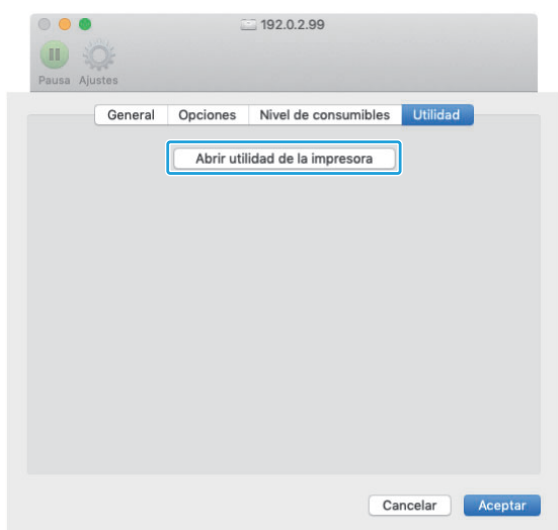 192.0.2.99
Pausa Ajustes
General Opciones Nivel de consumibles Utilidad
Abrir utilidad de la impresora
Cancelar Aceptar